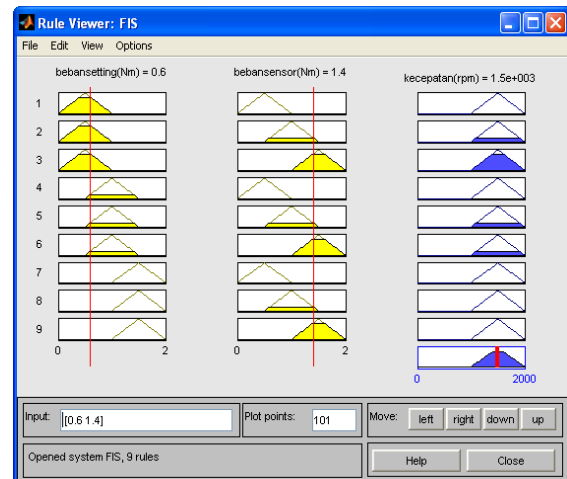 Rule Viewer: FIS
File Edit View Options
bebansetting(Nm) = 0.6 bebansensor(Nm) = 1.4 kecepatan(rpm) = 1.5e+003
1
2
3
4
5
6
7
8
9
0 2 0 2
0 2000
Input: [0.6 1.4] Plot points: 101 Move: left right down up
Opened system FIS, 9 rules Help Close